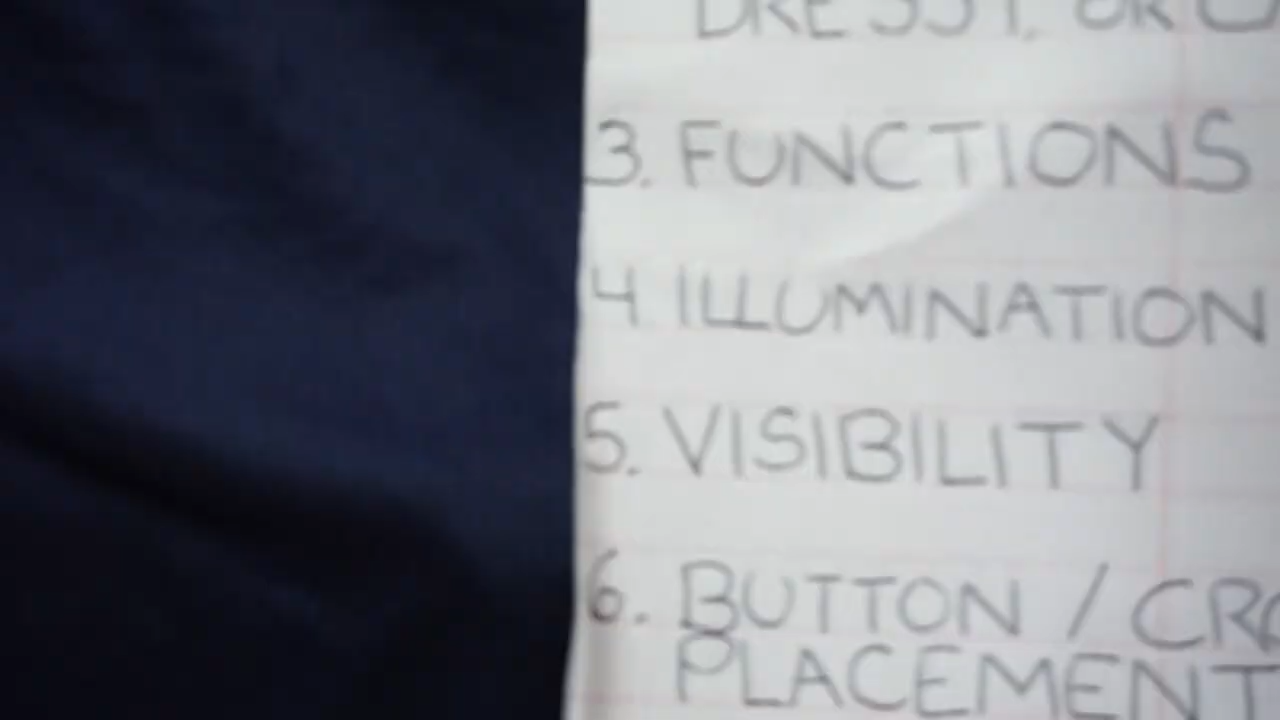 3. FUNCTIONS
4 ILLUMINATION
5. VISIBILITY
6. BUTTON /
PLACEMENT